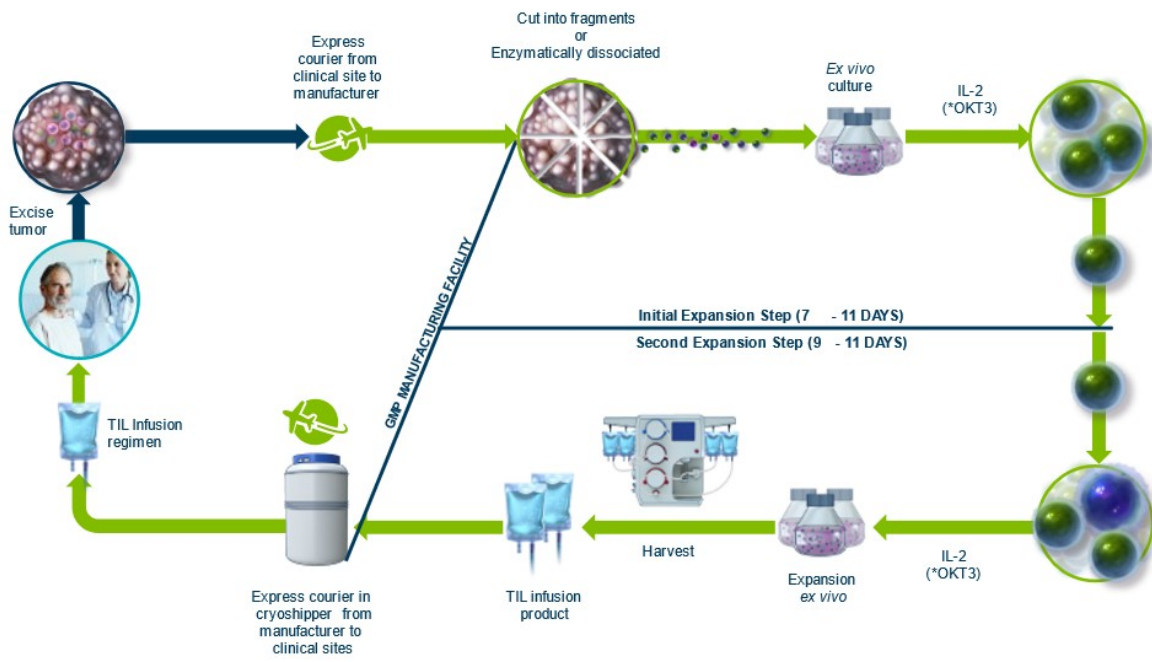 Cut into fragments
or
Enzymatically dissociated
Express
courier from
clinical site to
manufacturer
Ex vivo
culture
IL-2
(*OKT3)
Excise
tumor
GMP MANUFACTURING FACILITY
Initial Expansion Step (7 - 11 DAYS)
Second Expansion Step (9 - 11 DAYS)
TIL Infusion
regimen
Harvest
IL-2
(*OKT3)
Expansion
ex vivo
TIL infusion
product
Express courier in
cryoshipper from
manufacturer to
clinical sites